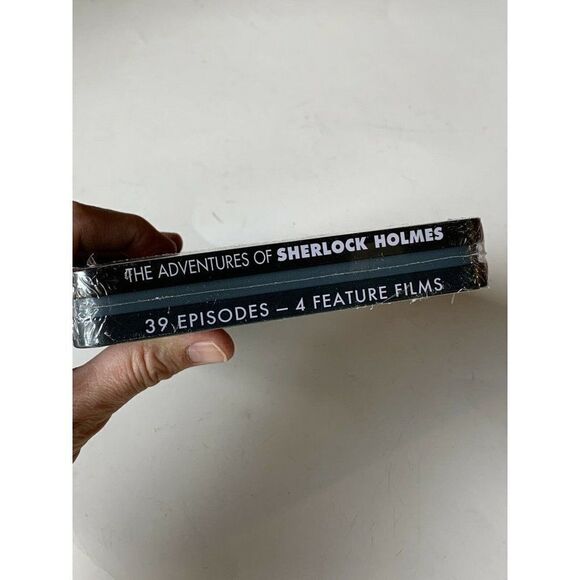 THE ADVENTURES OF SHERLOCK HOLMES
39 EPISODES – 4 FEATURE FILMS